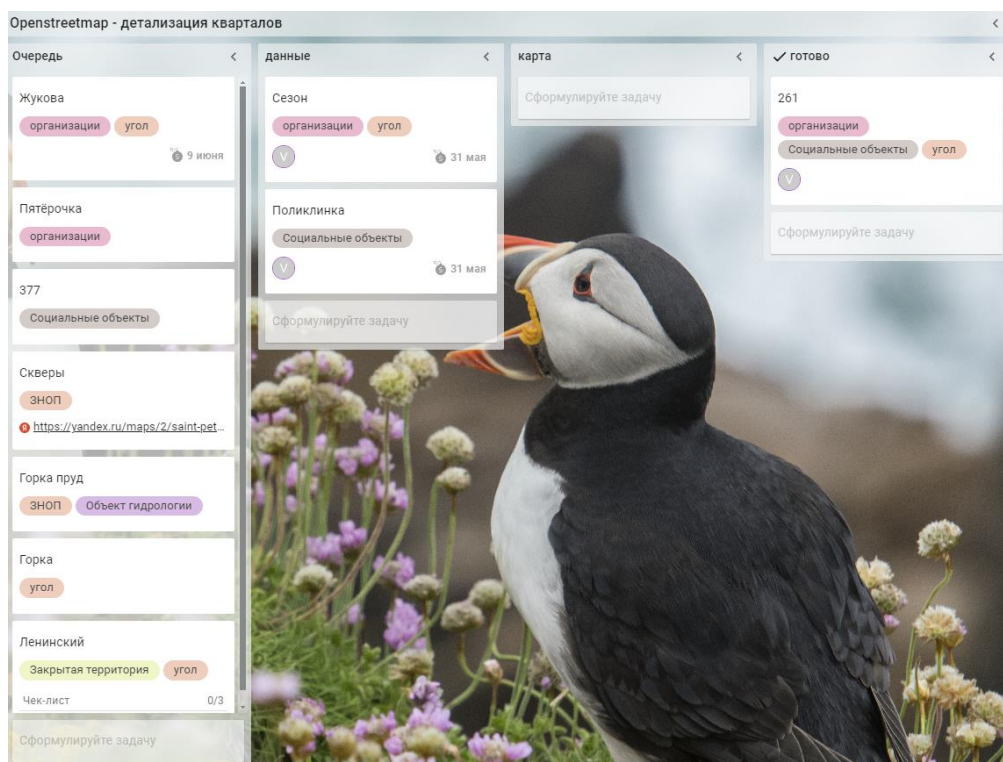 Openstreetmap - детализация кварталов
Очередь
Жукова
организации угол
9 июня
Пятёрочка
организации
377
Социальные объекты
Скверы
ЗНОП
https://yandex.ru/maps/2/saint-pet...
Горка пруд
ЗНОП Объект гидрологии
Горка
угол
Ленинский
Закрытая территория угол
Чек-лист 0/3
Сформулируйте задачу
данные
Сезон
организации угол
V 31 мая
Поликлинка
Социальные объекты
V 31 мая
Сформулируйте задачу
карта
Сформулируйте задачу
готово
261
организации
Социальные объекты угол
V
Сформулируйте задачу